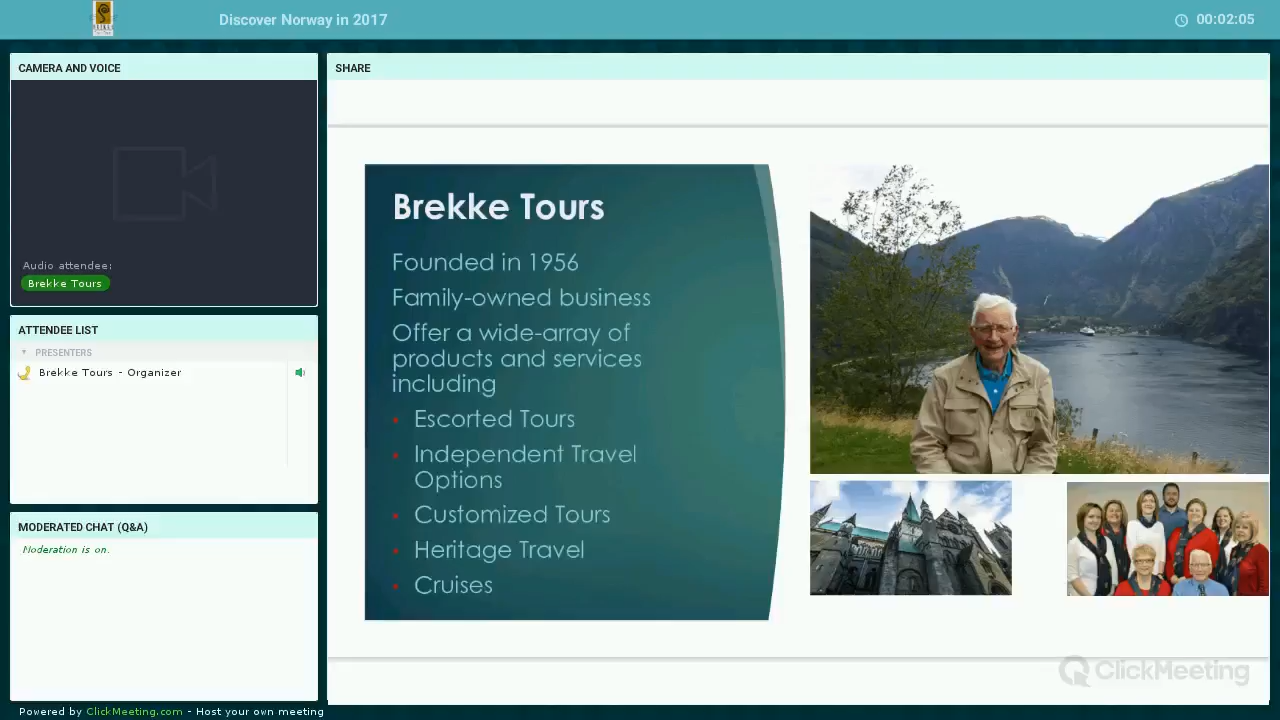 Discover Norway in 2017
00:02:05
CAMERA AND VOICE
Audio attendee:
Brekke Tours
ATTENDEE LIST
PRESENTERS
Brekke Tours - Organizer
MODERATED CHAT (Q&A)
Moderation is on.
SHARE
Brekke Tours
Founded in 1956
Family-owned business
Offer a wide-array of
products and services
including
Escorted Tours
Independent Travel
Options
Customized Tours
Heritage Travel
Cruises
ClickMeeting
Powered by ClickMeeting.com - Host your own meeting